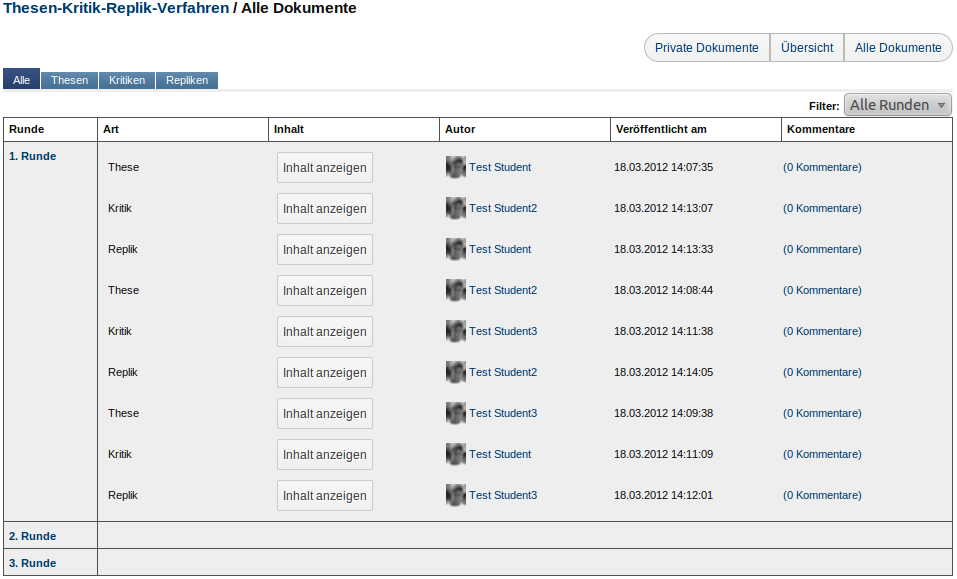 Thesen-Kritik-Replik-Verfahren / Alle Dokumente
Private Dokumente Übersicht Alle Dokumente
Alle Thesen Kritiken Repliken
Filter: Alle Runden
Runde Art Inhalt Autor Veröffentlicht am Kommentare
1. Runde
These Inhalt anzeigen Test Student 18.03.2012 14:07:35 (0 Kommentare)
Kritik Inhalt anzeigen Test Student2 18.03.2012 14:13:07 (0 Kommentare)
Replik Inhalt anzeigen Test Student 18.03.2012 14:13:33 (0 Kommentare)
These Inhalt anzeigen Test Student2 18.03.2012 14:08:44 (0 Kommentare)
Kritik Inhalt anzeigen Test Student3 18.03.2012 14:11:38 (0 Kommentare)
Replik Inhalt anzeigen Test Student2 18.03.2012 14:14:05 (0 Kommentare)
These Inhalt anzeigen Test Student3 18.03.2012 14:09:38 (0 Kommentare)
Kritik Inhalt anzeigen Test Student 18.03.2012 14:11:09 (0 Kommentare)
Replik Inhalt anzeigen Test Student3 18.03.2012 14:12:01 (0 Kommentare)
2. Runde
3. Runde